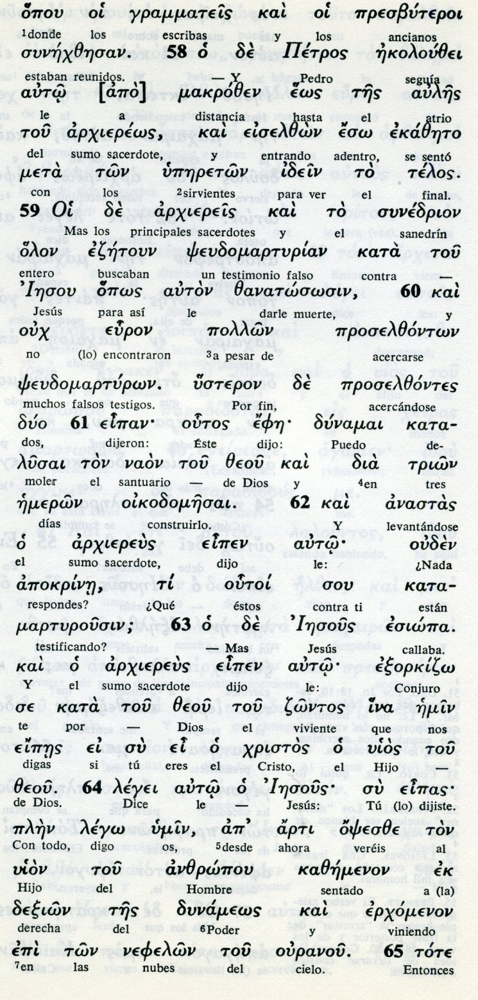 ὅπου οἱ γραμματεῖς καὶ οἱ πρεσβύτεροι
1donde los escribas y los ancianos
συνήχθησαν. 58 ὁ δὲ Πέτρος ἠκολούθει
estaban reunidos. — Y Pedro seguía
αὐτῷ [ἀπὸ] μακρόθεν ἕως τῆς αὐλῆς
le a distancia hasta el atrio
τοῦ ἀρχιερέως, καὶ εἰσελθὼν ἔσω ἐκάθητο
del sumo sacerdote, y entrando adentro, se sentó
μετὰ τῶν ὑπηρετῶν ἰδεῖν τὸ τέλος.
con los 2sirvientes para ver el final.
59 Οἱ δὲ ἀρχιερεῖς καὶ τὸ συνέδριον
Mas los principales sacerdotes y el sanedrín
ὅλον ἐζήτουν ψευδομαρτυρίαν κατὰ τοῦ
entero buscaban un testimonio falso contra —
Ἰησου ὅπως αὐτὸν θανατώσωσιν, 60 καὶ
Jesús para así le darle muerte, y
οὐχ εὗρον πολλῶν προσελθόντων
no (lo) encontraron 3a pesar de acercarse
ψευδομαρτύρων. ὕστερον δὲ προσελθόντες
muchos falsos testigos. Por fin, acercándose
δύο 61 εἶπαν· οὗτος ἔφη· δύναμαι κατα-
dos, dijeron: Éste dijo: Puedo de-
λῦσαι τὸν ναὸν τοῦ θεοῦ καὶ διὰ τριῶν
moler el santuario — de Dios y 4en tres
ἡμερῶν οἰκοδομῆσαι. 62 καὶ ἀναστὰς
días construirlo. Y levantándose
ὁ ἀρχιερεὺς εἶπεν αὐτῷ· οὐδὲν
el sumo sacerdote, dijo le: ¿Nada
ἀποκρίνῃ, τί οὗτοί σου κατα-
respondes? ¿Qué éstos contra ti están
μαρτυροῦσιν; 63 ὁ δὲ Ἰησοῦς ἐσιώπα.
testificando? — Mas Jesús callaba.
καὶ ὁ ἀρχιερεὺς εἶπεν αὐτῷ· ἐξορκίζω
Y el sumo sacerdote dijo le: Conjuro
σε κατὰ τοῦ θεοῦ τοῦ ζῶντος ἵνα ἡμῖν
te por — Dios el viviente que nos
εἴπῃς εἰ σὺ εἶ ὁ χριστὸς ὁ υἱὸς τοῦ
digas si tú eres el Cristo, el Hijo —
θεοῦ. 64 λέγει αὐτῷ ὁ Ἰησοῦς· σὺ εἶπας·
de Dios. Dice le — Jesús: Tú (lo) dijiste.
πλὴν λέγω ὑμῖν, ἀπ' ἄρτι ὄψεσθε τὸν
Con todo, digo os, 5desde ahora veréis al
υἱὸν τοῦ ἀνθρώπου καθήμενον ἐκ
Hijo del Hombre sentado a (la)
δεξιῶν τῆς δυνάμεως καὶ ἐρχόμενον
derecha del 6Poder y viniendo
ἐπὶ τῶν νεφελῶν τοῦ οὐρανοῦ. 65 τότε
7en las nubes del cielo. Entonces